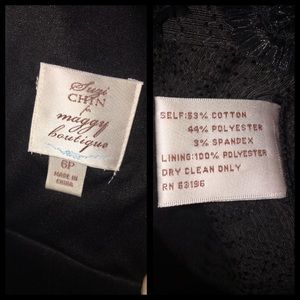 Suzi
CHIN
for
maggy
boutique
6P
MADE IN
CHINA
SELF:53% COTTON
44% POLYESTER
3% SPANDEX
LINING:100% POLYESTER
DRY CLEAN ONLY
RN 63196